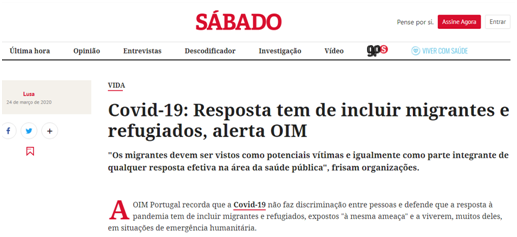 SÁBADO
Pense por si.
Assine Agora
Entrar
Última hora
Opinião
Entrevistas
Descodificador
Investigação
Vídeo
gps
VIVER COM SAÚDE
Lusa
24 de março de 2020
VIDA
Covid-19: Resposta tem de incluir migrantes e
refugiados, alerta OIM
"Os migrantes devem ser vistos como potenciais vítimas e igualmente como parte integrante de
qualquer resposta efetiva na área da saúde pública", frisam organizações.
A OIM Portugal recorda que a Covid-19 não faz discriminação entre pessoas e defende que a resposta à
pandemia tem de incluir migrantes e refugiados, expostos "à mesma ameaça" e a viverem, muitos deles,
em situações de emergência humanitária.